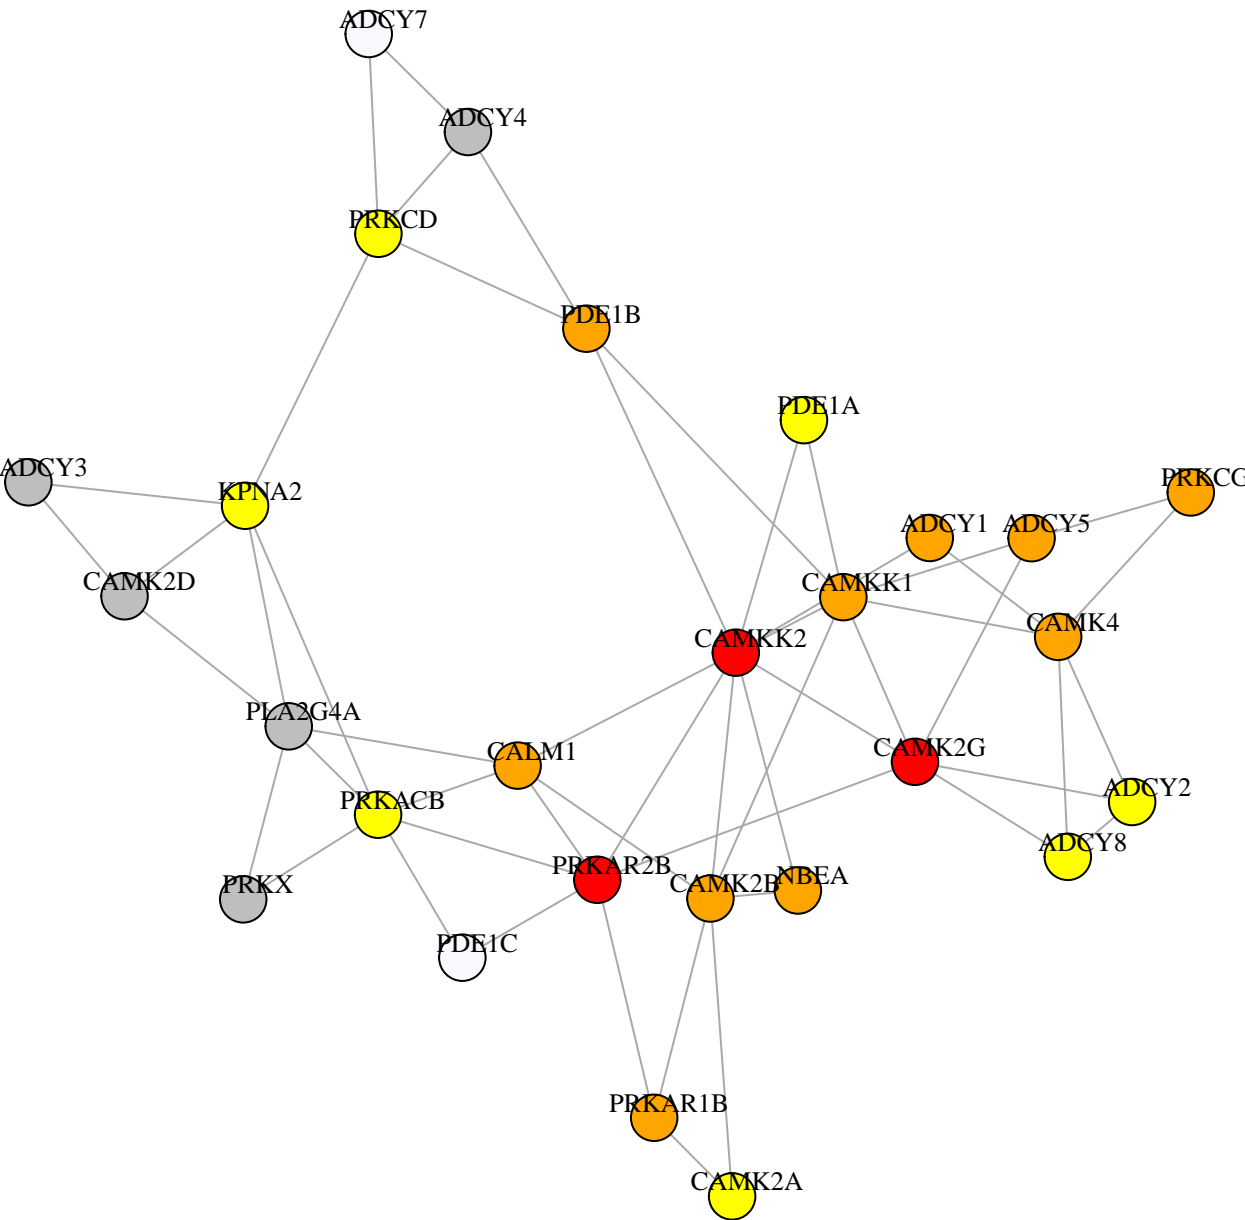 ADCY7
ADCY4
PRKCD
PDE1B
PDE1A
ADCY3
KPNA2
PRKCG
ADCY1
ADCY5
CAMK2D
CAMKK1
CAMK4
CAMKK2
PLA2G4A
CALM1
CAMK2G
PRKACB
ADCY2
ADCY8
PRKAR2B
PRKX
CAMK2B
NBEA
PDE1C
PRKAR1B
CAMK2A